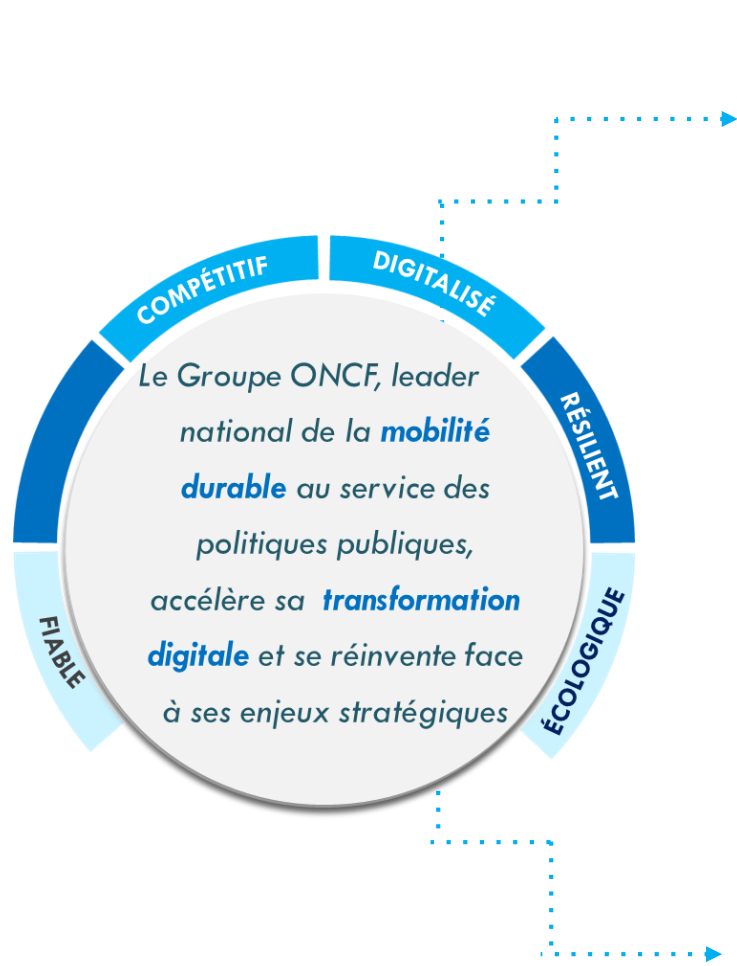 COMPÉTITIF
DIGITALISÉ
RÉSILIENT
Le Groupe ONCF, leader
national de la mobilité
durable au service des
politiques publiques,
accélère sa transformation
digitale et se réinvente face
à ses enjeux stratégiques
FIABLE
ÉCOLOGIQUE